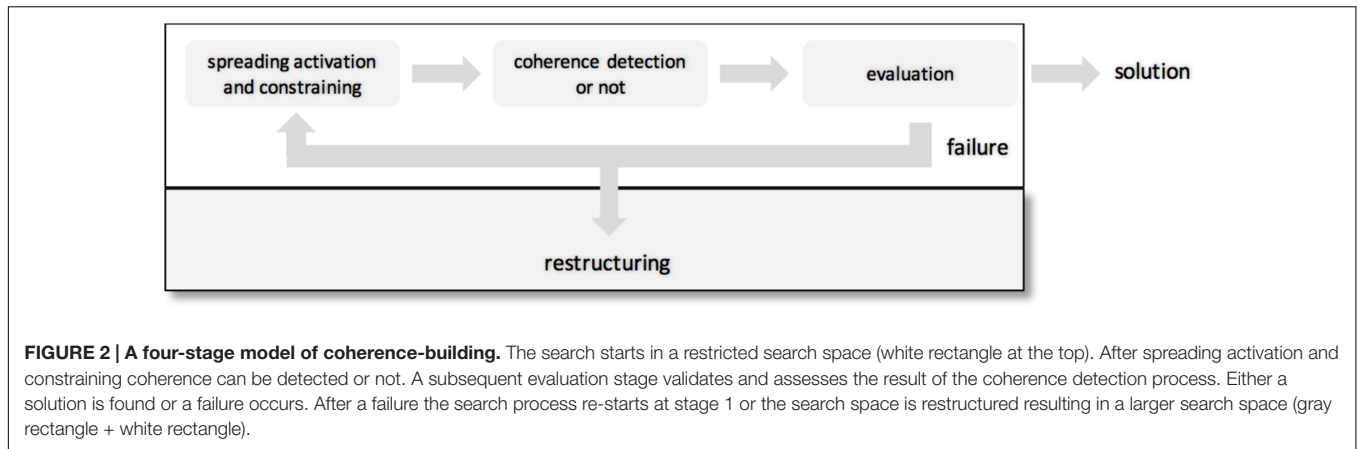 spreading activation
and constraining
coherence detection
or not
evaluation
solution
failure
restructuring
FIGURE 2 | A four-stage model of coherence-building. The search starts in a restricted search space (white rectangle at the top). After spreading activation and
constraining coherence can be detected or not. A subsequent evaluation stage validates and assesses the result of the coherence detection process. Either a
solution is found or a failure occurs. After a failure the search process re-starts at stage 1 or the search space is restructured resulting in a larger search space (gray
rectangle + white rectangle).